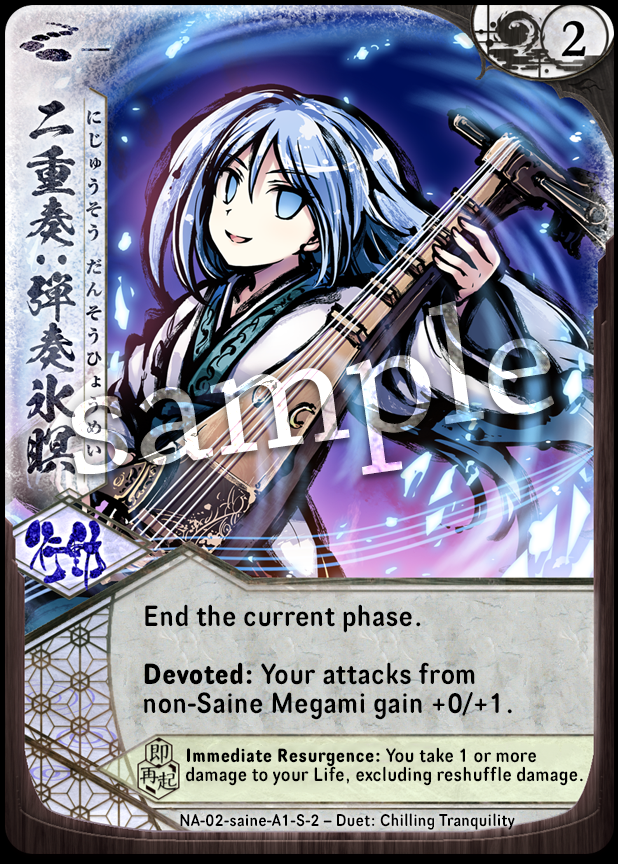 2
二重奏:弾奏氷瞑
にじゅうそう だんそうひょうめい
sample
行動
End the current phase.
Devoted: Your attacks from
non-Saine Megami gain +0/+1.
即
再起
Immediate Resurgence: You take 1 or more
damage to your Life, excluding reshuffle damage.
NA-02-saine-A1-S-2 – Duet: Chilling Tranquility